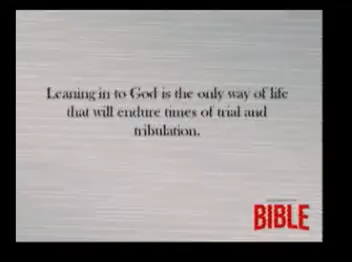 Leaning in to God is the only way of life
that will endure times of trial and
tribulation.
BIBLE